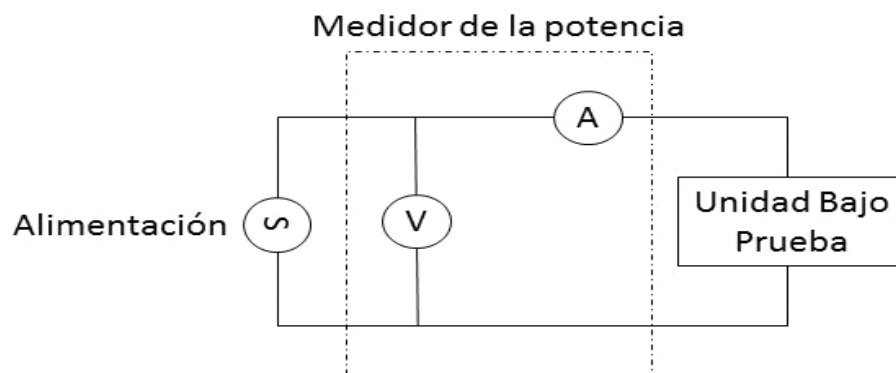 Medidor de la potencia
A
Alimentación
S
V
Unidad Bajo
Prueba